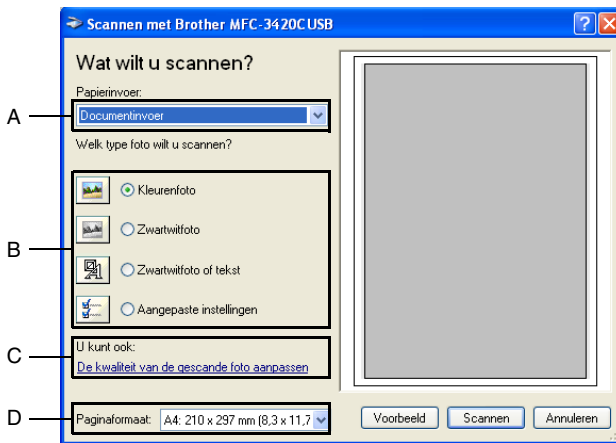 Scannen met Brother MFC-3420C USB
Wat wilt u scannen?
Papierinvoer:
A
Documentinvoer
Welk type foto wilt u scannen?
B
Kleurenfoto
Zwartwitfoto
Zwartwitfoto of tekst
Aangepaste instellingen
C
U kunt ook:
De kwaliteit van de gescande foto aanpassen
D
Paginaformaat: A4: 210 x 297 mm (8,3 x 11,7
Voorbeeld Scannen Annuleren